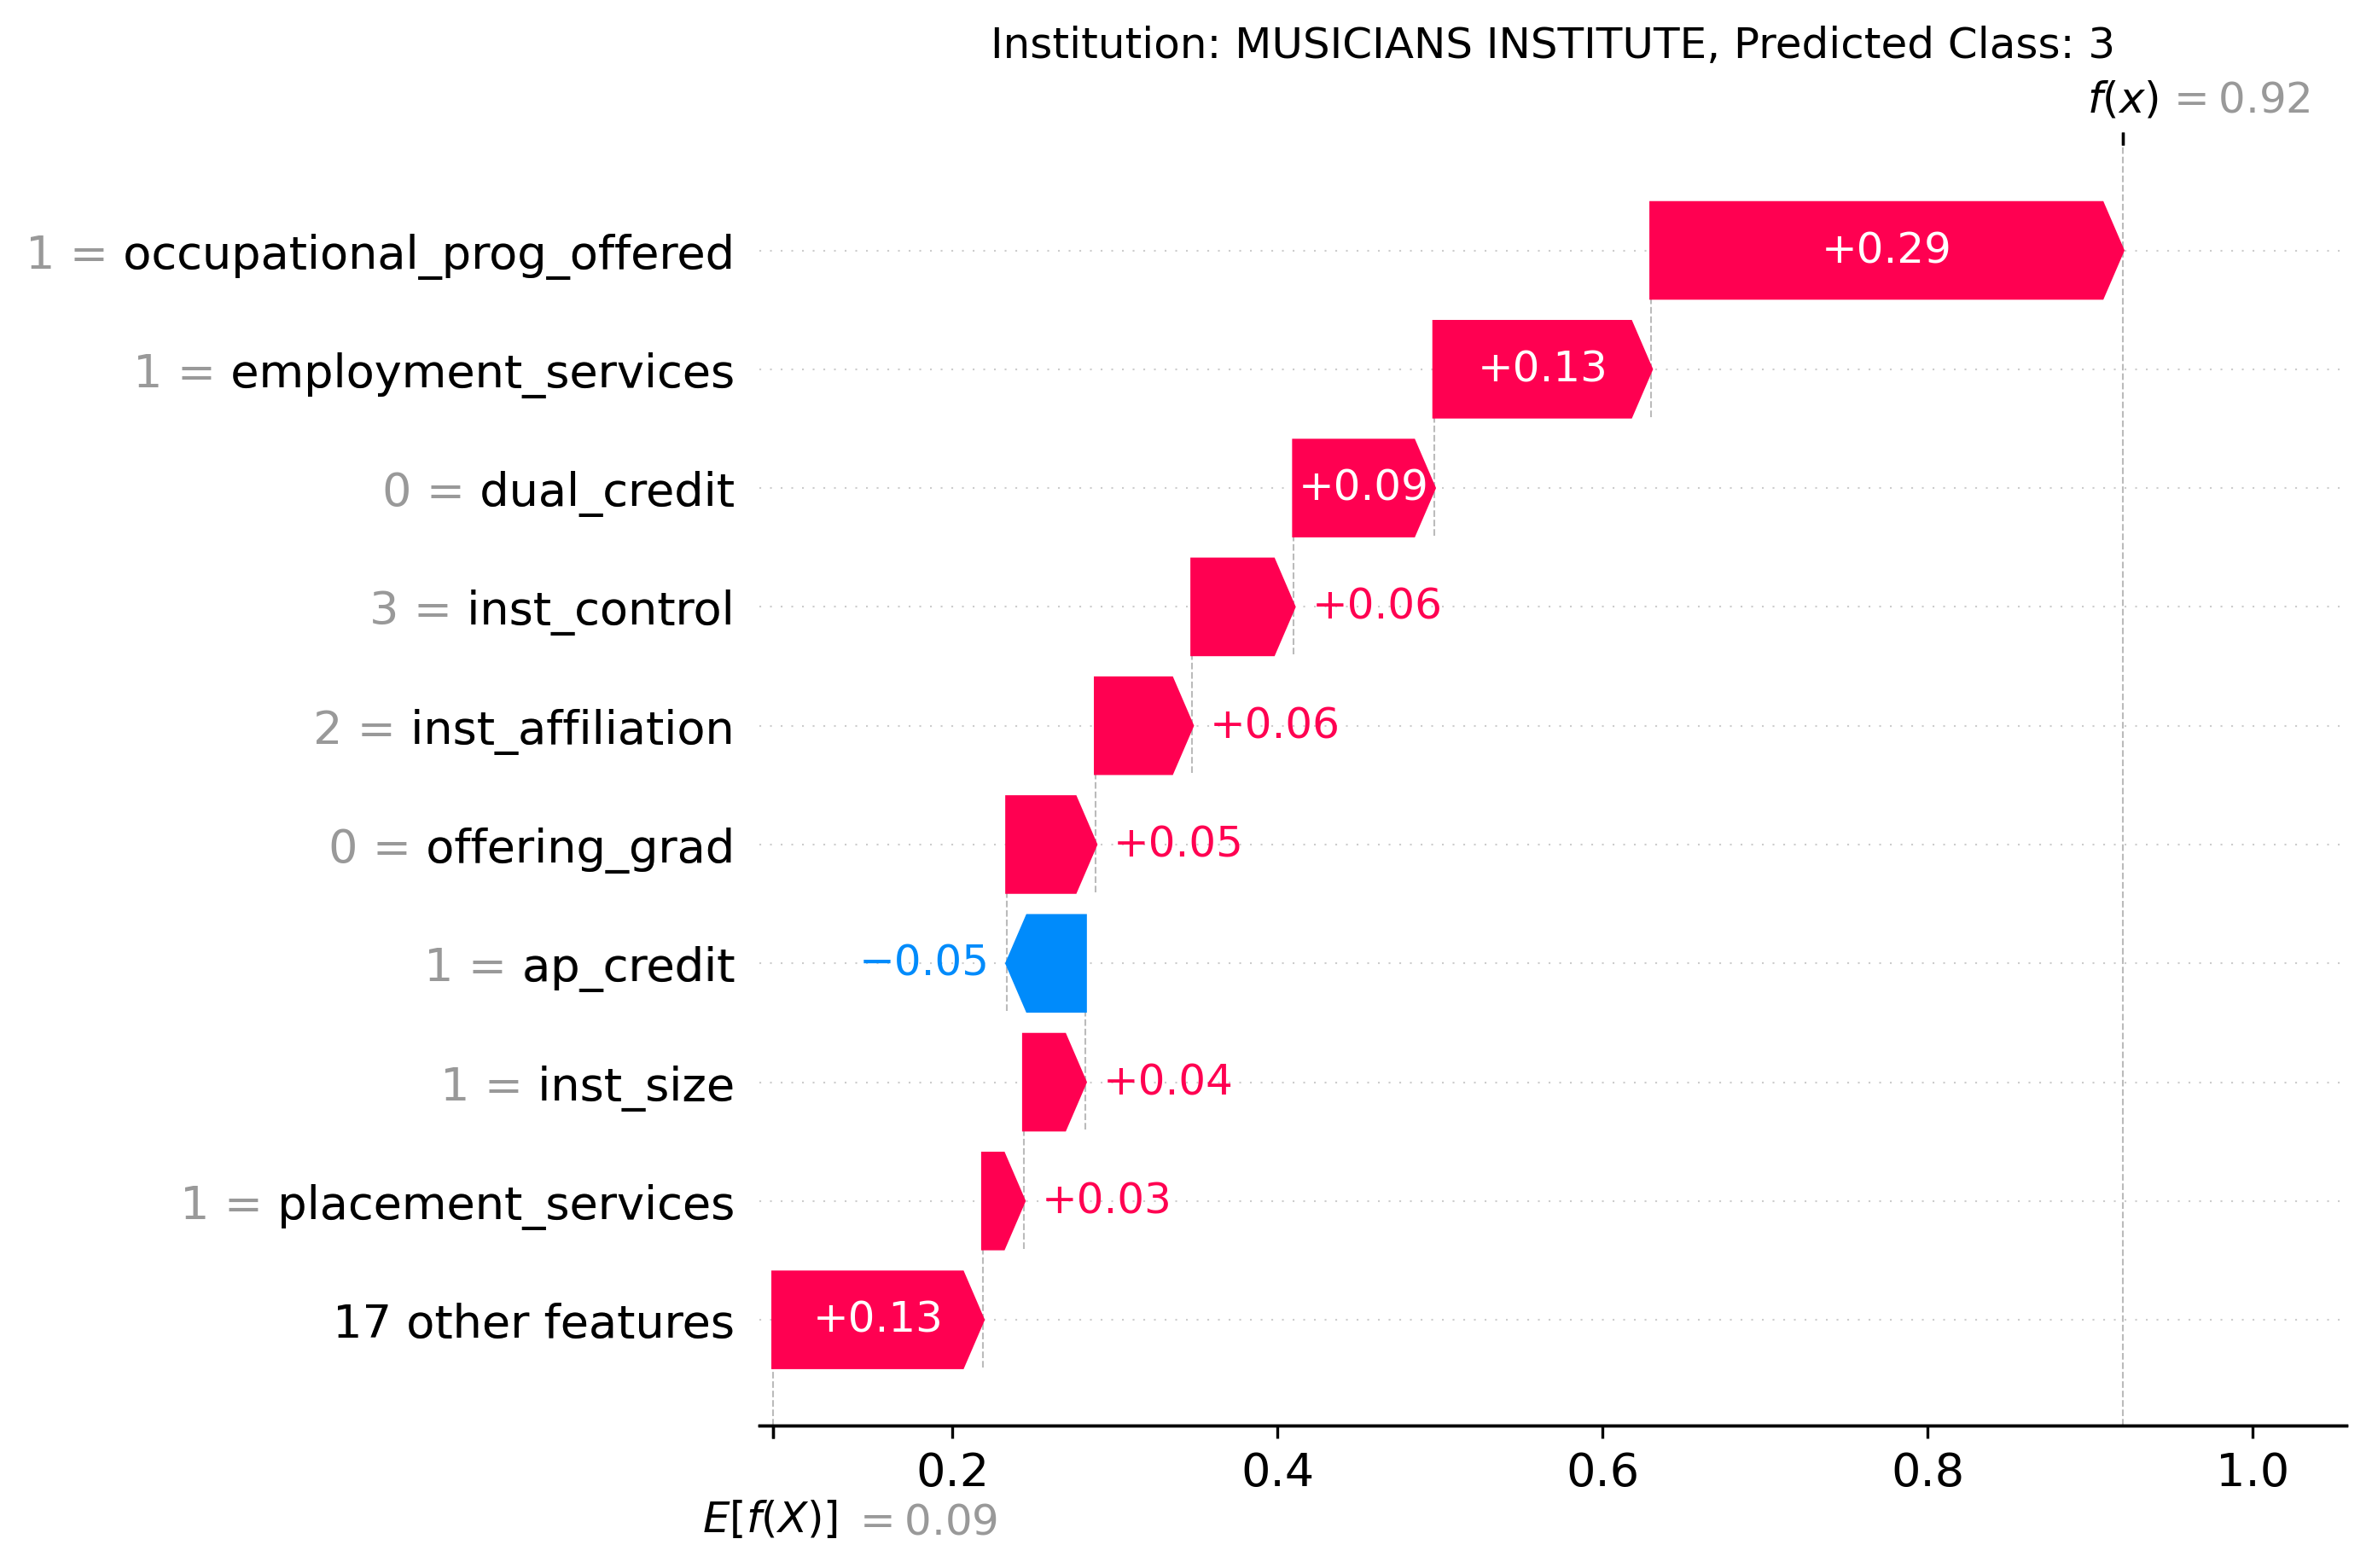 Institution: MUSICIANS INSTITUTE, Predicted Class: 3
f(x) = 0.92
1 = occupational_prog_offered +0.29
1 = employment_services +0.13
0 = dual_credit +0.09
3 = inst_control +0.06
2 = inst_affiliation +0.06
0 = offering_grad +0.05
1 = ap_credit −0.05
1 = inst_size +0.04
1 = placement_services +0.03
17 other features +0.13
0.2 0.4 0.6 0.8 1.0
E[f(X)] = 0.09